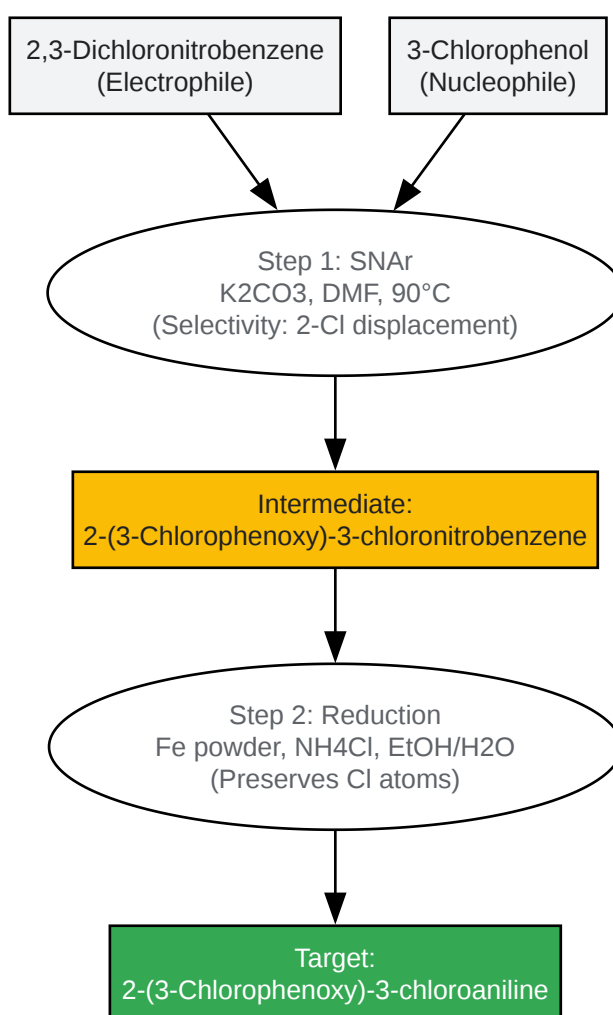 2,3-Dichloronitrobenzene
(Electrophile)
3-Chlorophenol
(Nucleophile)
Step 1: SNAr
K2CO3, DMF, 90°C
(Selectivity: 2-Cl displacement)
Intermediate:
2-(3-Chlorophenoxy)-3-chloronitrobenzene
Step 2: Reduction
Fe powder, NH4Cl, EtOH/H2O
(Preserves Cl atoms)
Target:
2-(3-Chlorophenoxy)-3-chloroaniline